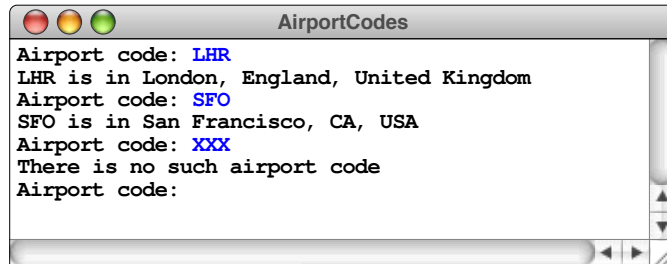 AirportCodes
Airport code: LHR
LHR is in London, England, United Kingdom
Airport code: SFO
SFO is in San Francisco, CA, USA
Airport code: XXX
There is no such airport code
Airport code: